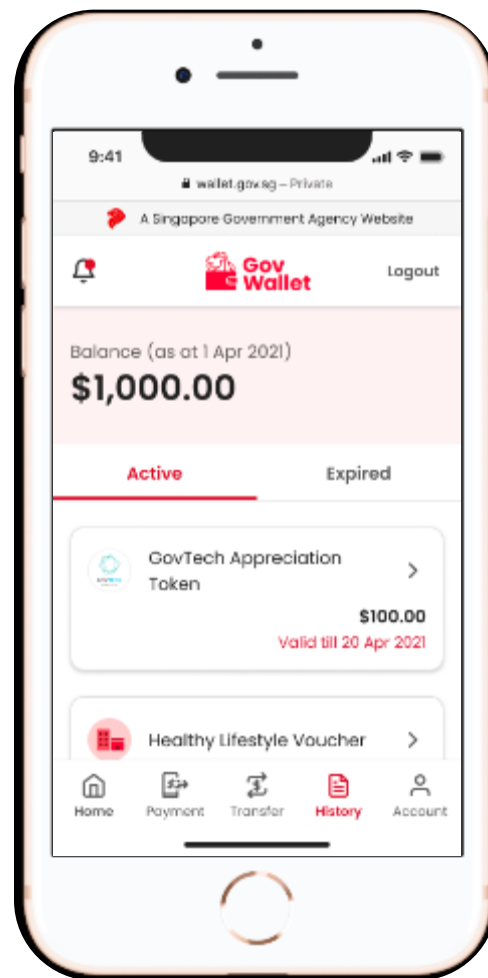 9:41
wallet.gov.sg – Private
A Singapore Government Agency Website
Gov
Wallet
Logout
Balance (as at 1 Apr 2021)
$1,000.00
Active
Expired
GovTech Appreciation
Token
$100.00
Valid till 20 Apr 2021
Healthy Lifestyle Voucher
Home
Payment
Transfer
History
Account